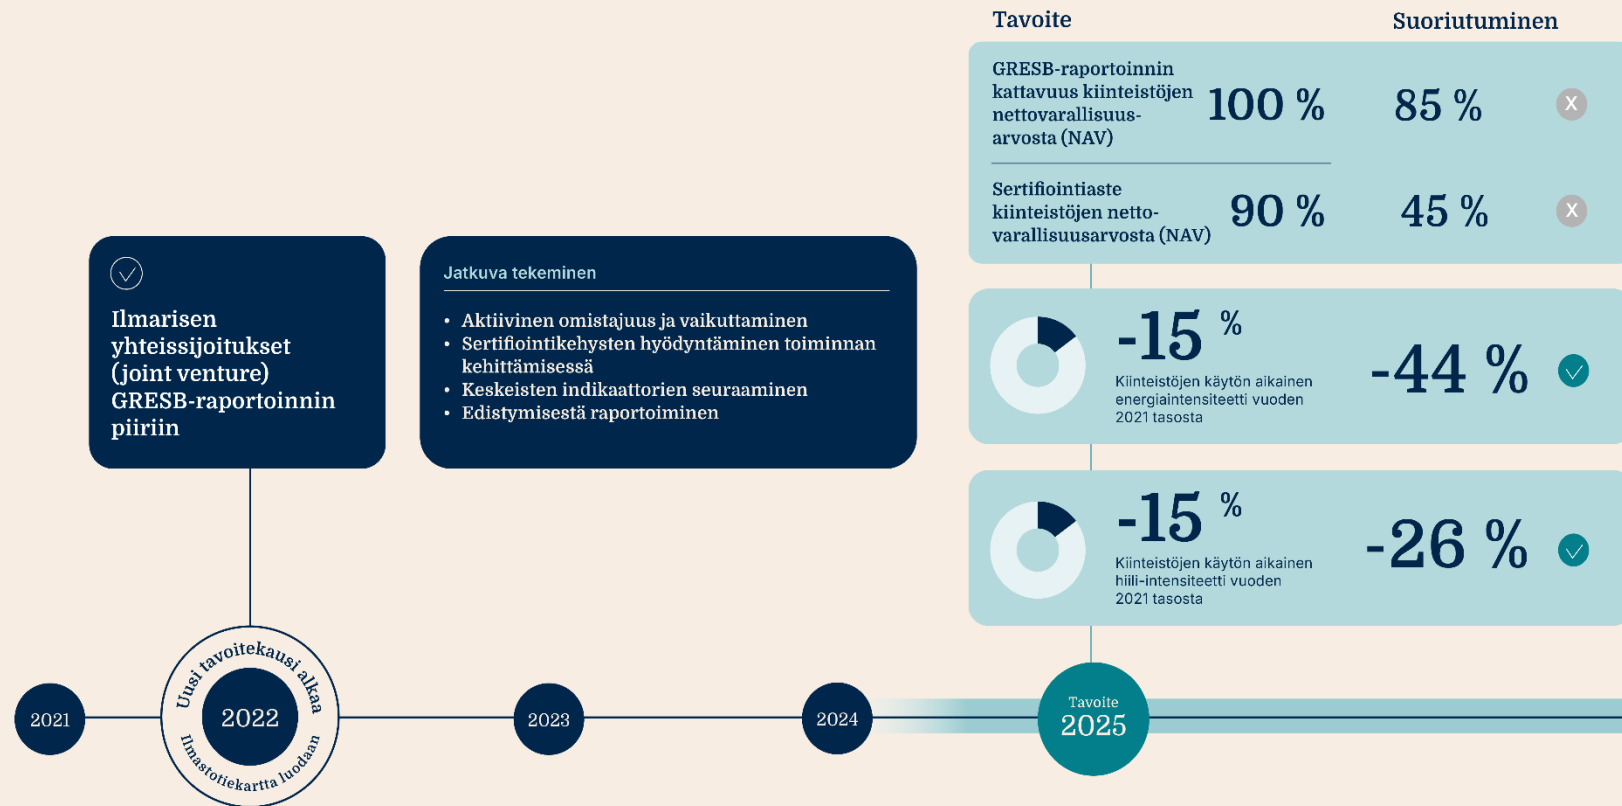 Tavoite
Suoriutuminen
GRESB-raportoinnin
kattavuus kiinteistöjen
nettovarallisuus-
arvosta (NAV)
100 %
85 %
X
Sertifiointiaste
kiinteistöjen netto-
varallisuusarvosta (NAV)
90 %
45 %
X
Ilmarisen
yhteissijoitukset
(joint venture)
GRESB-raportoinnin
piiriin
Jatkuva tekeminen
• Aktiivinen omistajuus ja vaikuttaminen
• Sertifiointikehysten hyödyntäminen toiminnan
kehittämisessä
• Keskeisten indikaattorien seuraaminen
• Edistymisestä raportoiminen
-15 %
Kiinteistöjen käytön aikainen
energiaintensiteetti vuoden
2021 tasosta
-44 %
-15 %
Kiinteistöjen käytön aikainen
hiili-intensiteetti vuoden
2021 tasosta
-26 %
2021
Uusi tavoitekausi alkaa
2022
Ilmastotiekartta luodaan
2023
2024
Tavoite
2025